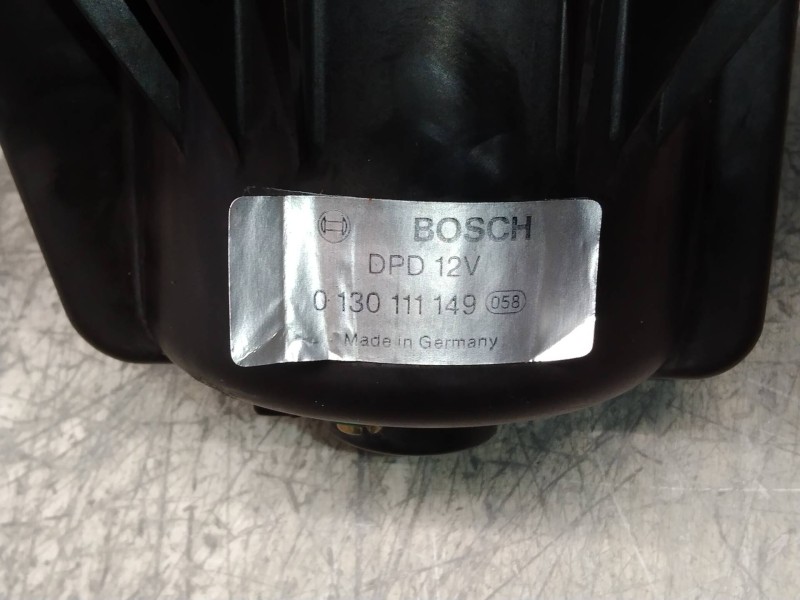 BOSCH
DPD 12V
0 130 111 149 058
Made in Germany